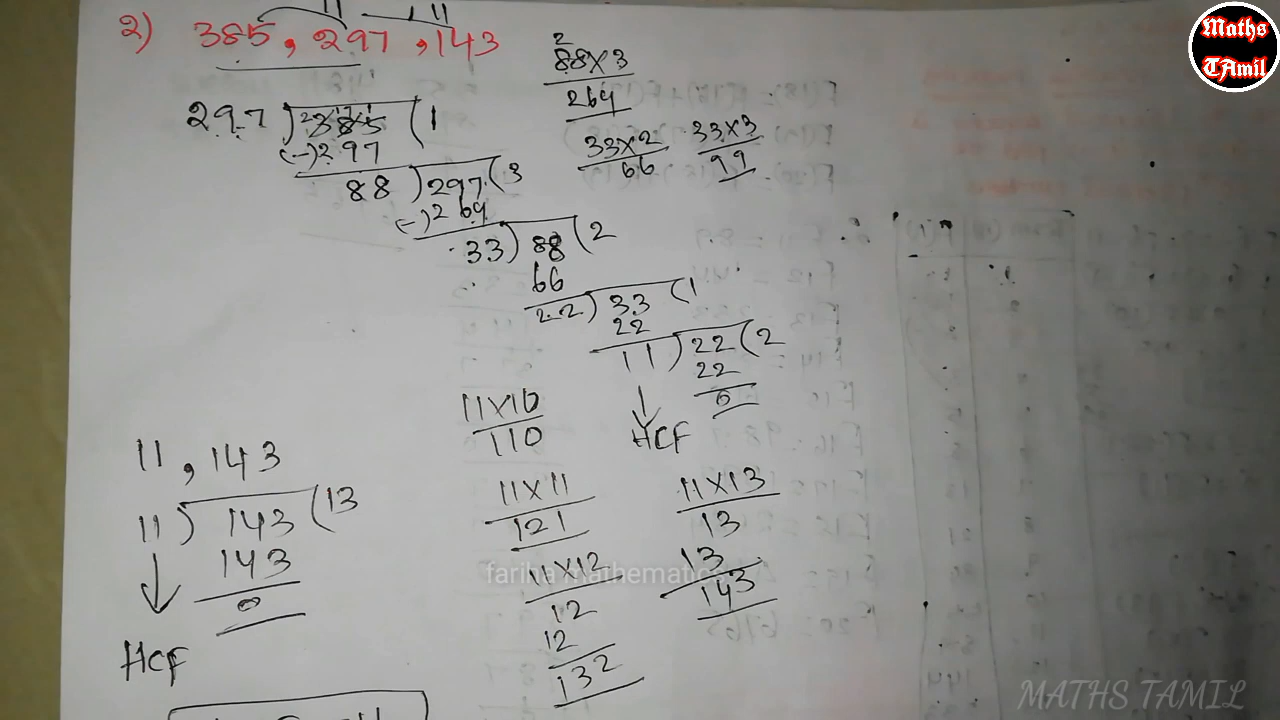 2) 385, 297, 143
11 11
297 ) 385 ( 1
(-) 297
88 ) 297 ( 3
(-) 264
33 ) 88 ( 2
66
22 ) 33 ( 1
22
11 ) 22 ( 2
22
0
HCF
2
88×3
264
33×2
66
33×3
99
11, 143
11 ) 143 ( 13
143
0
HCF
11×10
110
11×11
121
11×12
12
12
132
11×13
13
13
143
fariha mathematic
Maths
TAmil
MATHS TAMIL